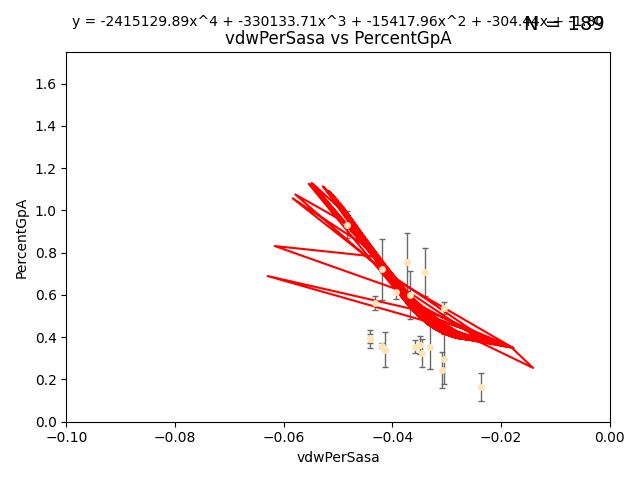 y = -2415129.89x^4 + -330133.71x^3 + -15417.96x^2 + -304.44x +
N = 189
vdwPerSasa vs PercentGpA
1.6
1.4
1.2
1.0
0.8
0.6
0.4
0.2
0.0
PercentGpA
-0.10 −0.08 −0.06 −0.04 −0.02 0.00
vdwPerSasa